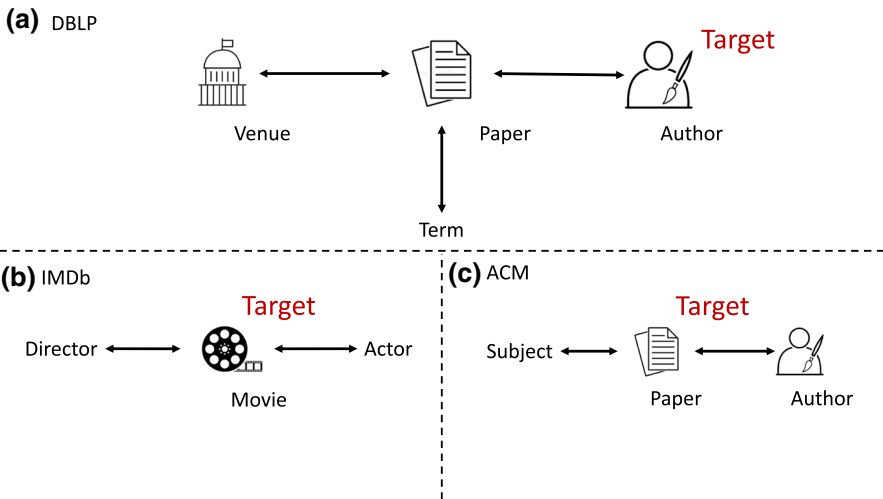 (a) DBLP
Target
Venue
Paper
Author
Term
(b) IMDb
Target
Director
Actor
Movie
(c) ACM
Target
Subject
Paper
Author